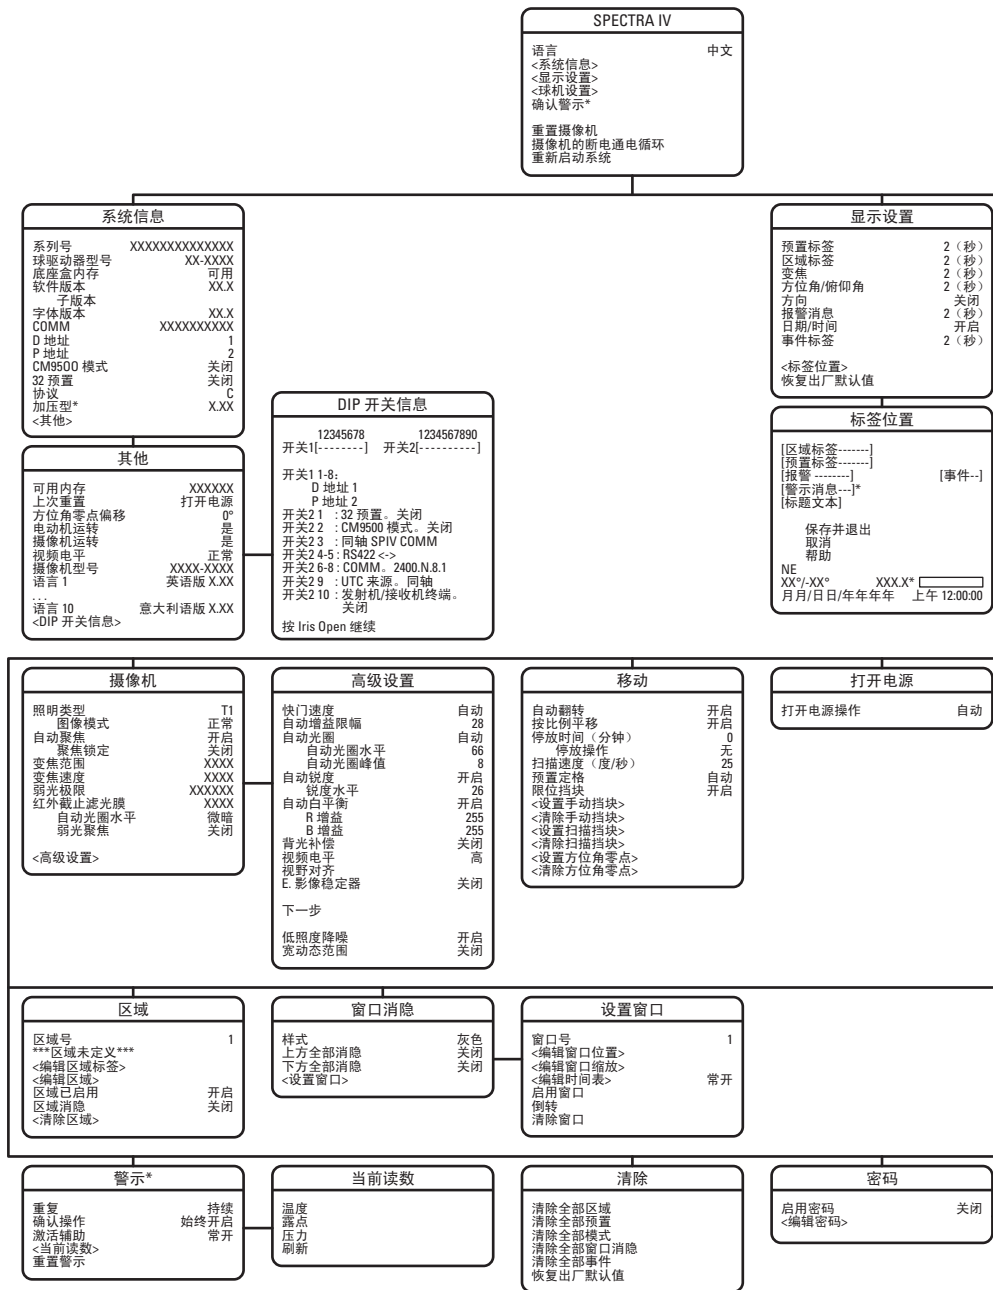 SPECTRA IV
语言 中文
<系统信息>
<显示设置>
<球机设置>
确认警示*
重置摄像机
摄像机的断电通电循环
重新启动系统
系统信息
系列号 XXXXXXXXXXXXXX
球驱动器型号 XX-XXXX
底座盒内存 可用
软件版本 XX.X
子版本
字体版本 XX.X
COMM XXXXXXXXXX
D 地址 1
P 地址 2
CM9500 模式 关闭
32 预置 关闭
协议 C
加压型* X.XX
<其他>
显示设置
预置标签 2（秒）
区域标签 2（秒）
变焦 2（秒）
方位角/俯仰角 2（秒）
方向 关闭
报警消息 2（秒）
日期/时间 开启
事件标签 2（秒）
<标签位置>
恢复出厂默认值
其他
可用内存 XXXXXX
上次重置 打开电源
方位角零点偏移 0°
电动机运转 是
摄像机运转 是
视频电平 正常
摄像机型号 XXXX-XXXX
语言 1 英语版 X.XX
...
语言 10 意大利语版 X.XX
<DIP 开关信息>
DIP 开关信息
12345678 1234567890
开关1[--------] 开关2[----------]
开关1 1-8：
D 地址 1
P 地址 2
开关2 1 : 32 预置。关闭
开关2 2 : CM9500 模式。关闭
开关2 3 : 同轴 SPIV COMM
开关2 4-5 : RS422 <->
开关2 6-8 : COMM。2400.N.8.1
开关2 9 : UTC 来源。同轴
开关2 10 : 发射机/接收机终端。
关闭
按 Iris Open 继续
标签位置
[区域标签-------]
[预置标签-------]
[报警 --------] [事件--]
[警示消息---]*
[标题文本]
保存并退出
取消
帮助
NE
XX°/-XX° XXX.X*
月月/日日/年年年年 上午 12:00:00
摄像机
照明类型 T1
图像模式 正常
自动聚焦 开启
聚焦锁定 关闭
变焦范围 XXXX
变焦速度 XXXX
弱光极限 XXXXXX
红外截止滤光膜 XXXX
自动光圈水平 微暗
弱光聚焦 关闭
<高级设置>
高级设置
快门速度 自动
自动增益限幅 28
自动光圈 自动
自动光圈水平 66
自动光圈峰值 8
自动锐度 开启
锐度水平 26
自动白平衡 开启
R 增益 255
B 增益 255
背光补偿 关闭
视频电平 高
视野对齐
E. 影像稳定器 关闭
下一步
低照度降噪 开启
宽动态范围 关闭
移动
自动翻转 开启
按比例平移 开启
停放时间（分钟） 0
停放操作 无
扫描速度（度/秒） 25
预置定格 自动
限位挡块 开启
<设置手动挡块>
<清除手动挡块>
<设置扫描挡块>
<清除扫描挡块>
<设置方位角零点>
<清除方位角零点>
打开电源
打开电源操作 自动
区域
区域号 1
***区域未定义***
<编辑区域标签>
<编辑区域>
区域已启用 开启
区域消隐 关闭
<清除区域>
窗口消隐
样式 灰色
上方全部消隐 关闭
下方全部消隐 关闭
<设置窗口>
设置窗口
窗口号 1
<编辑窗口位置>
<编辑窗口缩放>
<编辑时间表> 常开
启用窗口
倒转
清除窗口
警示*
重复 持续
确认操作 始终开启
激活辅助 常开
<当前读数>
重置警示
当前读数
温度
露点
压力
刷新
清除
清除全部区域
清除全部预置
清除全部模式
清除全部窗口消隐
清除全部事件
恢复出厂默认值
密码
启用密码 关闭
<编辑密码>